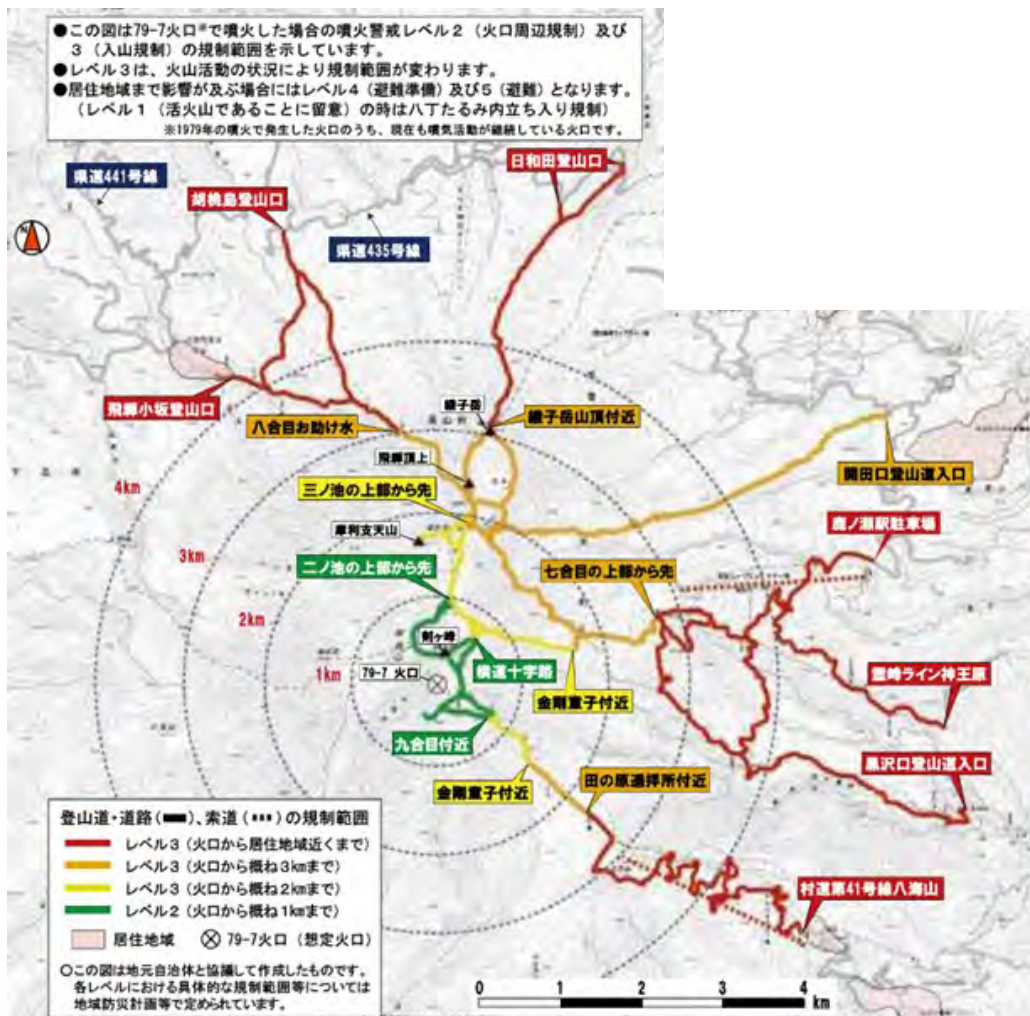 ●この図は79-7火口※で噴火した場合の噴火警戒レベル2（火口周辺規制）及び
3（入山規制）の規制範囲を示しています。
●レベル3は、火山活動の状況により規制範囲が変わります。
●居住地域まで影響が及ぶ場合にはレベル4（避難準備）及び5（避難）となります。
（レベル1（活火山であることに留意）の時は八丁たるみ内立ち入り規制）
※1979年の噴火で発生した火口のうち、現在も噴気活動が継続している火口です。
日和田登山口
県道441号線
胡桃島登山口
N
県道435号線
飛騨小坂登山口
継子岳
継子岳山頂付近
八合目お助け水
開田口登山道入口
飛騨頂上
4km
三ノ池の上部から先
鹿ノ瀬駅駐車場
摩利支天山
3km
二ノ池の上部から先
七合目の上部から先
2km
剣ヶ峰
1km
79-7 火口
横道十字路
霊峰ライン神王原
金剛童子付近
九合目付近
黒沢口登山道入口
金剛童子付近
田の原遥拝所付近
登山道・道路（━）、索道（┅）の規制範囲
レベル3（火口から居住地域近くまで）
レベル3（火口から概ね3kmまで）
レベル3（火口から概ね2kmまで）
レベル2（火口から概ね1kmまで）
村道第41号線八海山
居住地域
79-7火口（想定火口）
○この図は地元自治体と協議して作成したものです。
各レベルにおける具体的な規制範囲等については
地域防災計画等で定められています。
0 1 2 3 4
km